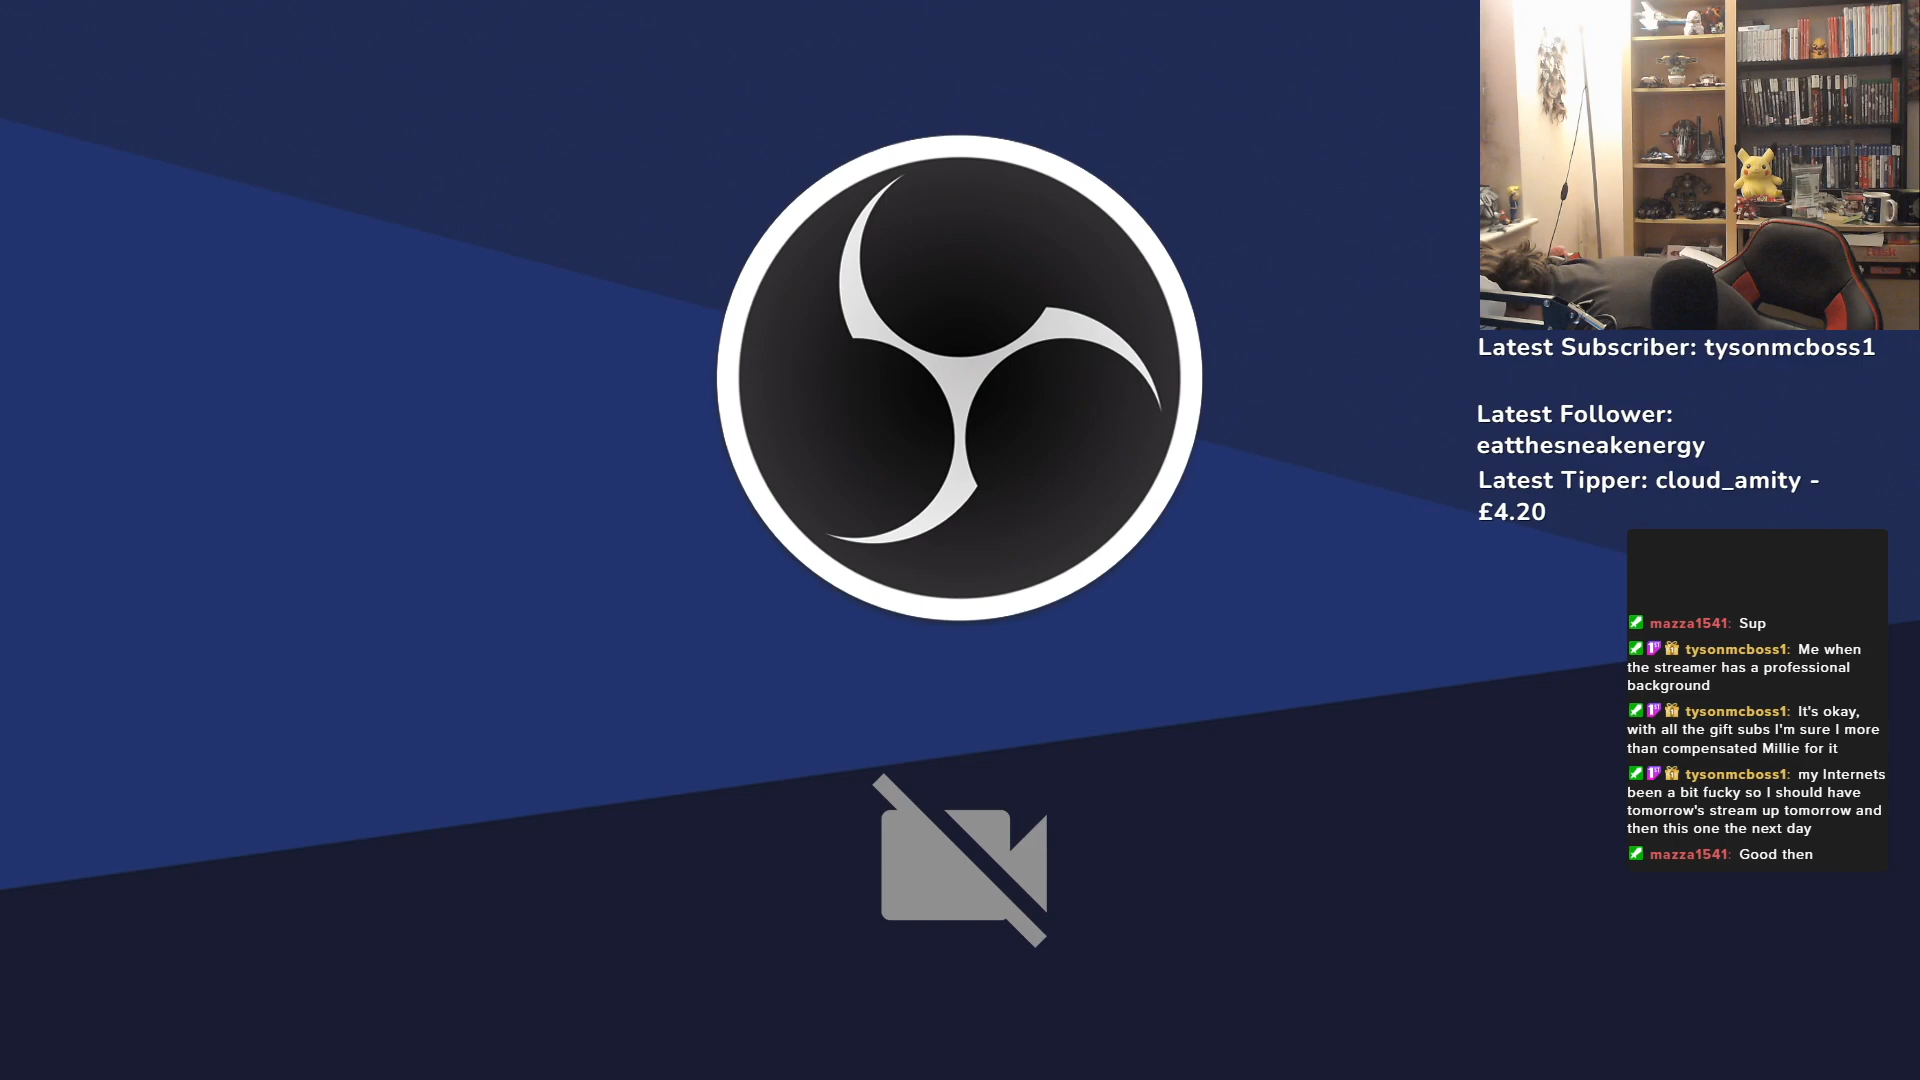 Latest Subscriber: tysonmcboss1
Latest Follower:
eatthesneakenergy
Latest Tipper: cloud_amity -
£4.20
mazza1541: Sup
tysonmcboss1: Me when
the streamer has a professional
background
tysonmcboss1: It's okay,
with all the gift subs I'm sure I more
than compensated Millie for it
tysonmcboss1: my Internets
been a bit fucky so I should have
tomorrow's stream up tomorrow and
then this one the next day
mazza1541: Good then